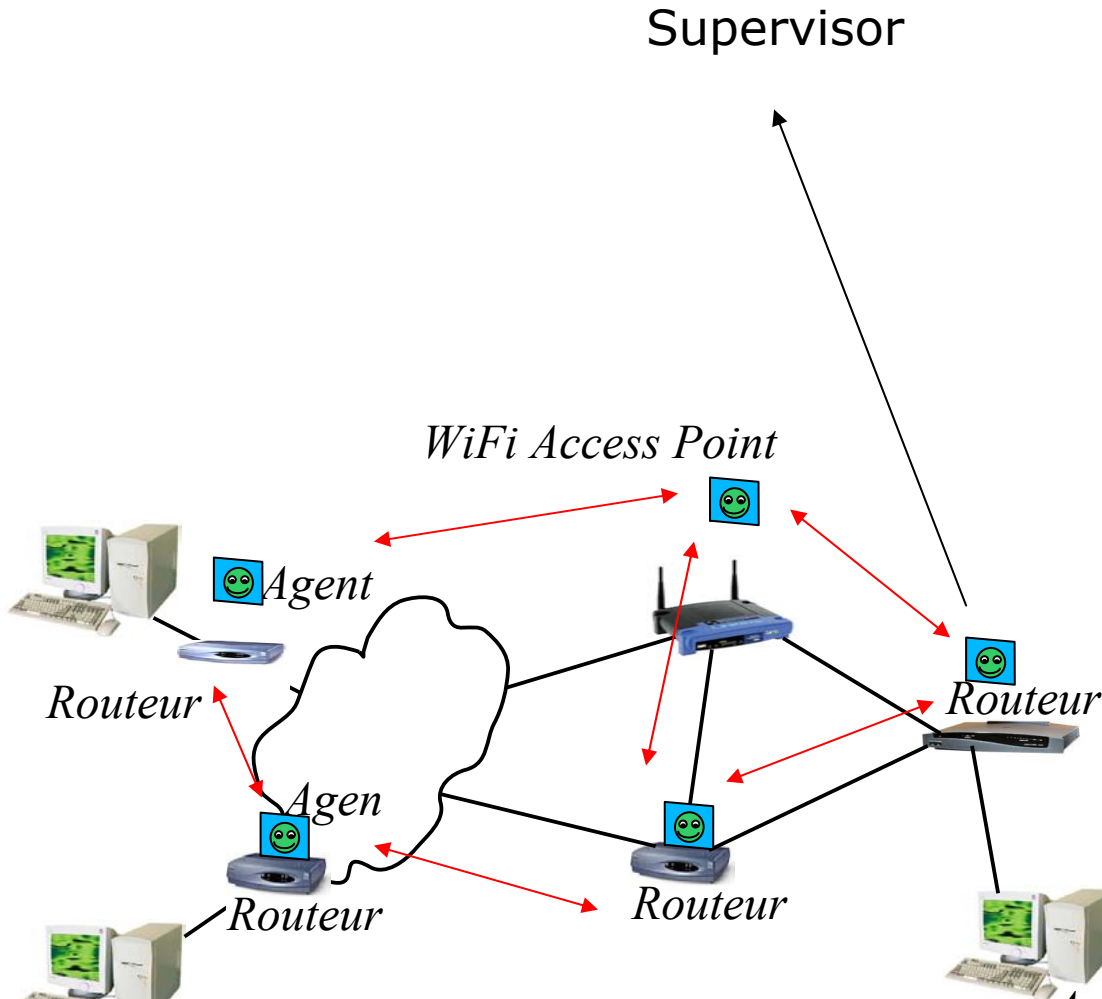 Supervisor
WiFi Access Point
Agent
Routeur
Routeur
Agen
Routeur
Routeur